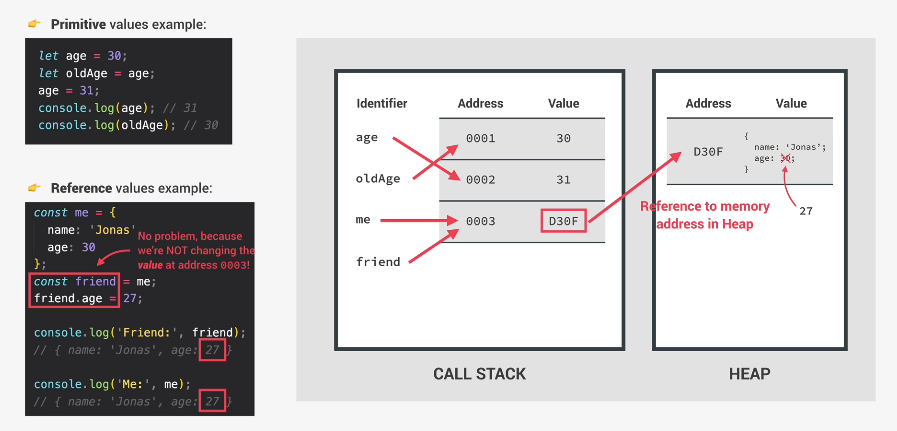 👉 Primitive values example:
let age = 30;
let oldAge = age;
age = 31;
console.log(age); // 31
console.log(oldAge); // 30
👉 Reference values example:
const me = {
name: 'Jonas'
age: 30
};
const friend = me;
friend.age = 27;
No problem, because
we're NOT changing the
value at address 0003!
console.log('Friend:', friend);
// { name: 'Jonas', age: 27 }
console.log('Me:', me);
// { name: 'Jonas', age: 27 }
Identifier Address Value
age 0001 30
oldAge 0002 31
me 0003 D30F
friend
CALL STACK
Address Value
D30F
{
name: 'Jonas';
age: 30;
}
27
Reference to memory
address in Heap
HEAP